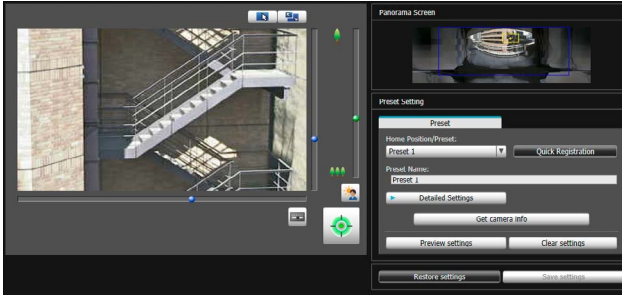 Panorama Screen
Preset Setting
Preset
Home Position/Preset:
Preset 1
Quick Registration
Preset Name:
Preset 1
Detailed Settings
Get camera info
Preview settings
Clear settings
Restore settings
Save settings